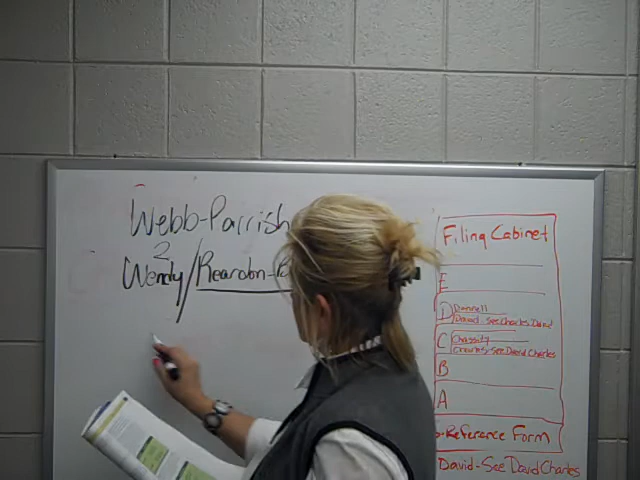 Webb-Parrish
2
Wendy/Reardon-
Filing Cabinet
E
D Donnell
David-See Charles David
C Chassity
Charles-See David Charles
B
A
-Reference Form
David-See David Charles